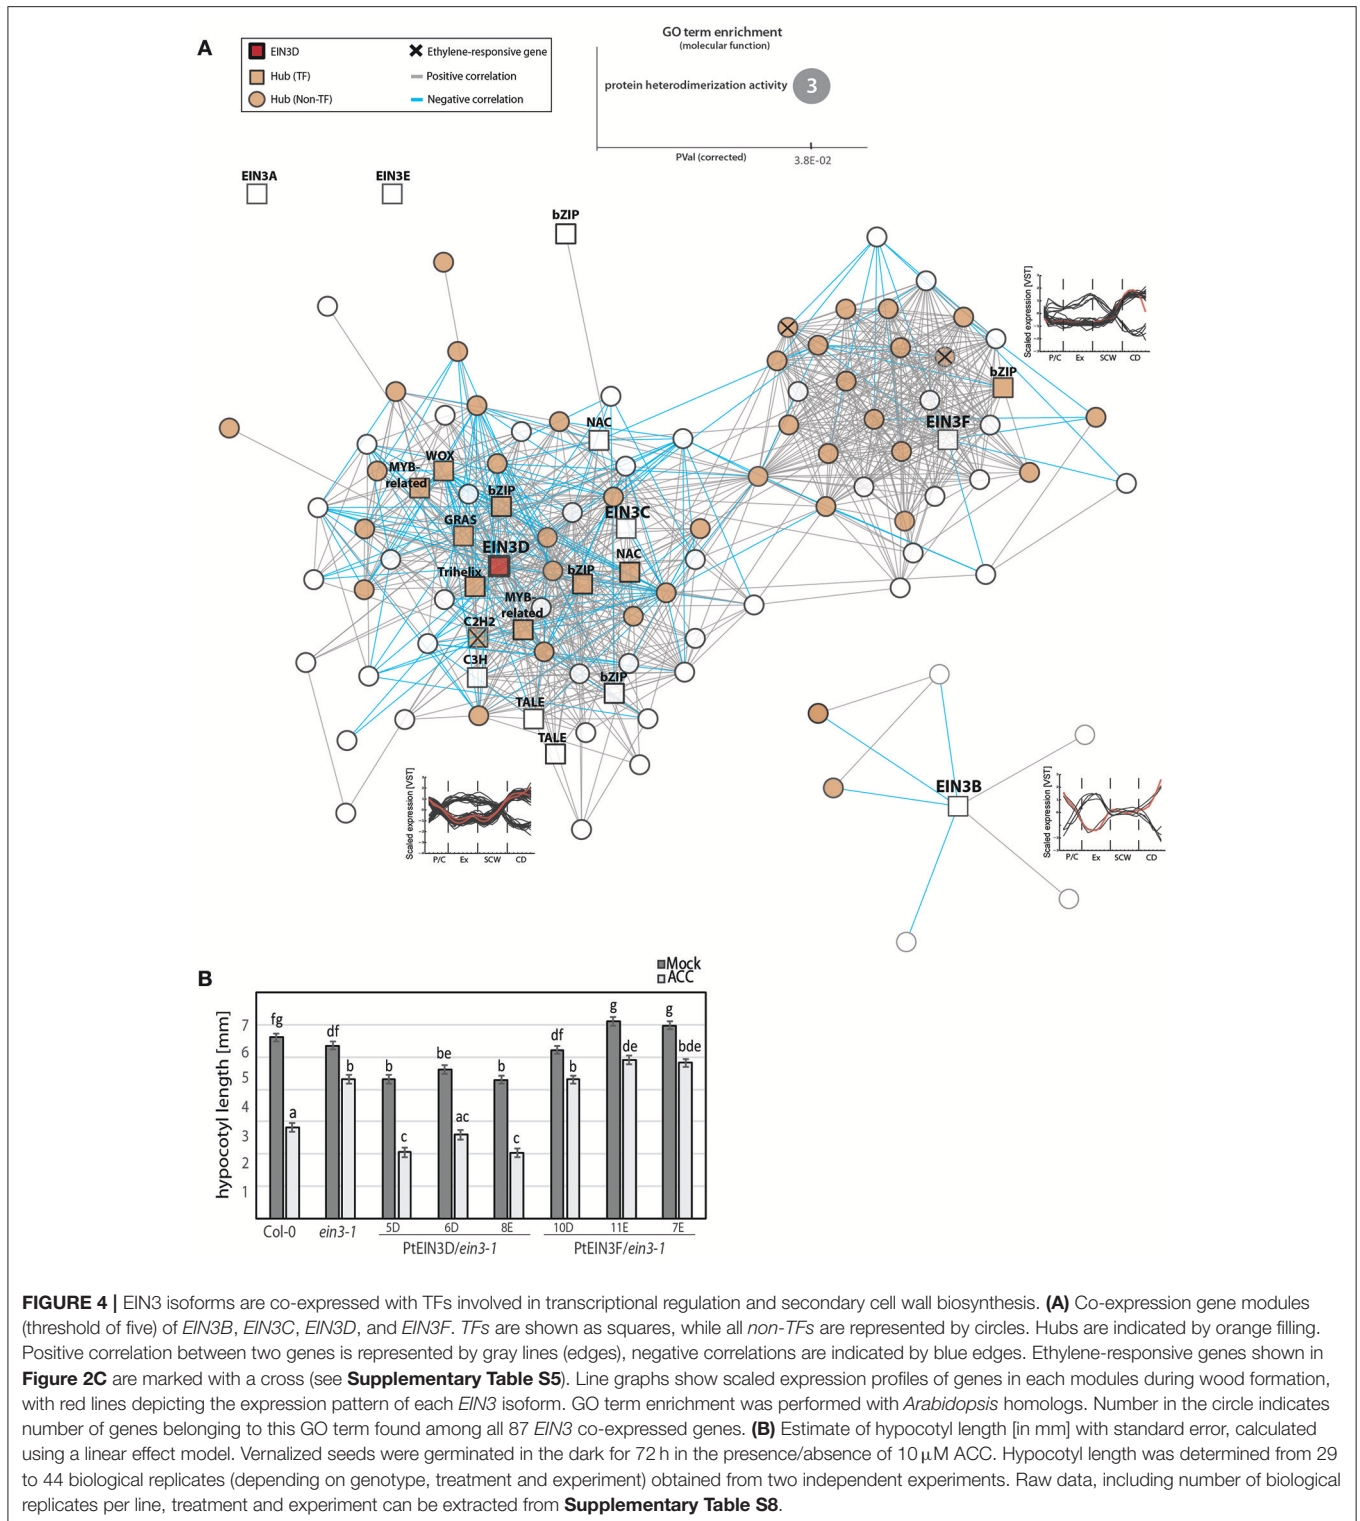 A
EIN3D
Hub (TF)
Hub (Non-TF)
Ethylene-responsive gene
Positive correlation
Negative correlation
GO term enrichment
(molecular function)
protein heterodimerization activity
3
PVal (corrected)
3.8E-02
EIN3A
EIN3E
bZIP
Scaled expression [VST]
P/C Ex SCW CD
bZIP
EIN3F
NAC
WOX
MYB-
related
bZIP
EIN3C
GRAS
EIN3D
NAC
Trihelix
bZIP
MYB-
related
C2H2
C3H
bZIP
TALE
TALE
Scaled expression [VST]
P/C Ex SCW CD
EIN3B
Scaled expression [VST]
P/C Ex SCW CD
B
Mock
ACC
hypocotyl length [mm]
7
6
5
4
3
2
1
fg
a
df
b
b
c
be
ac
b
c
df
b
g
de
g
bde
Col-0
ein3-1
5D
6D
8E
10D
11E
7E
PtEIN3D/ein3-1
PtEIN3F/ein3-1
FIGURE 4 | EIN3 isoforms are co-expressed with TFs involved in transcriptional regulation and secondary cell wall biosynthesis. (A) Co-expression gene modules
(threshold of five) of EIN3B, EIN3C, EIN3D, and EIN3F. TFs are shown as squares, while all non-TFs are represented by circles. Hubs are indicated by orange filling.
Positive correlation between two genes is represented by gray lines (edges), negative correlations are indicated by blue edges. Ethylene-responsive genes shown in
Figure 2C are marked with a cross (see Supplementary Table S5). Line graphs show scaled expression profiles of genes in each modules during wood formation,
with red lines depicting the expression pattern of each EIN3 isoform. GO term enrichment was performed with Arabidopsis homologs. Number in the circle indicates
number of genes belonging to this GO term found among all 87 EIN3 co-expressed genes. (B) Estimate of hypocotyl length [in mm] with standard error, calculated
using a linear effect model. Vernalized seeds were germinated in the dark for 72 h in the presence/absence of 10 μM ACC. Hypocotyl length was determined from 29
to 44 biological replicates (depending on genotype, treatment and experiment) obtained from two independent experiments. Raw data, including number of biological
replicates per line, treatment and experiment can be extracted from Supplementary Table S8.